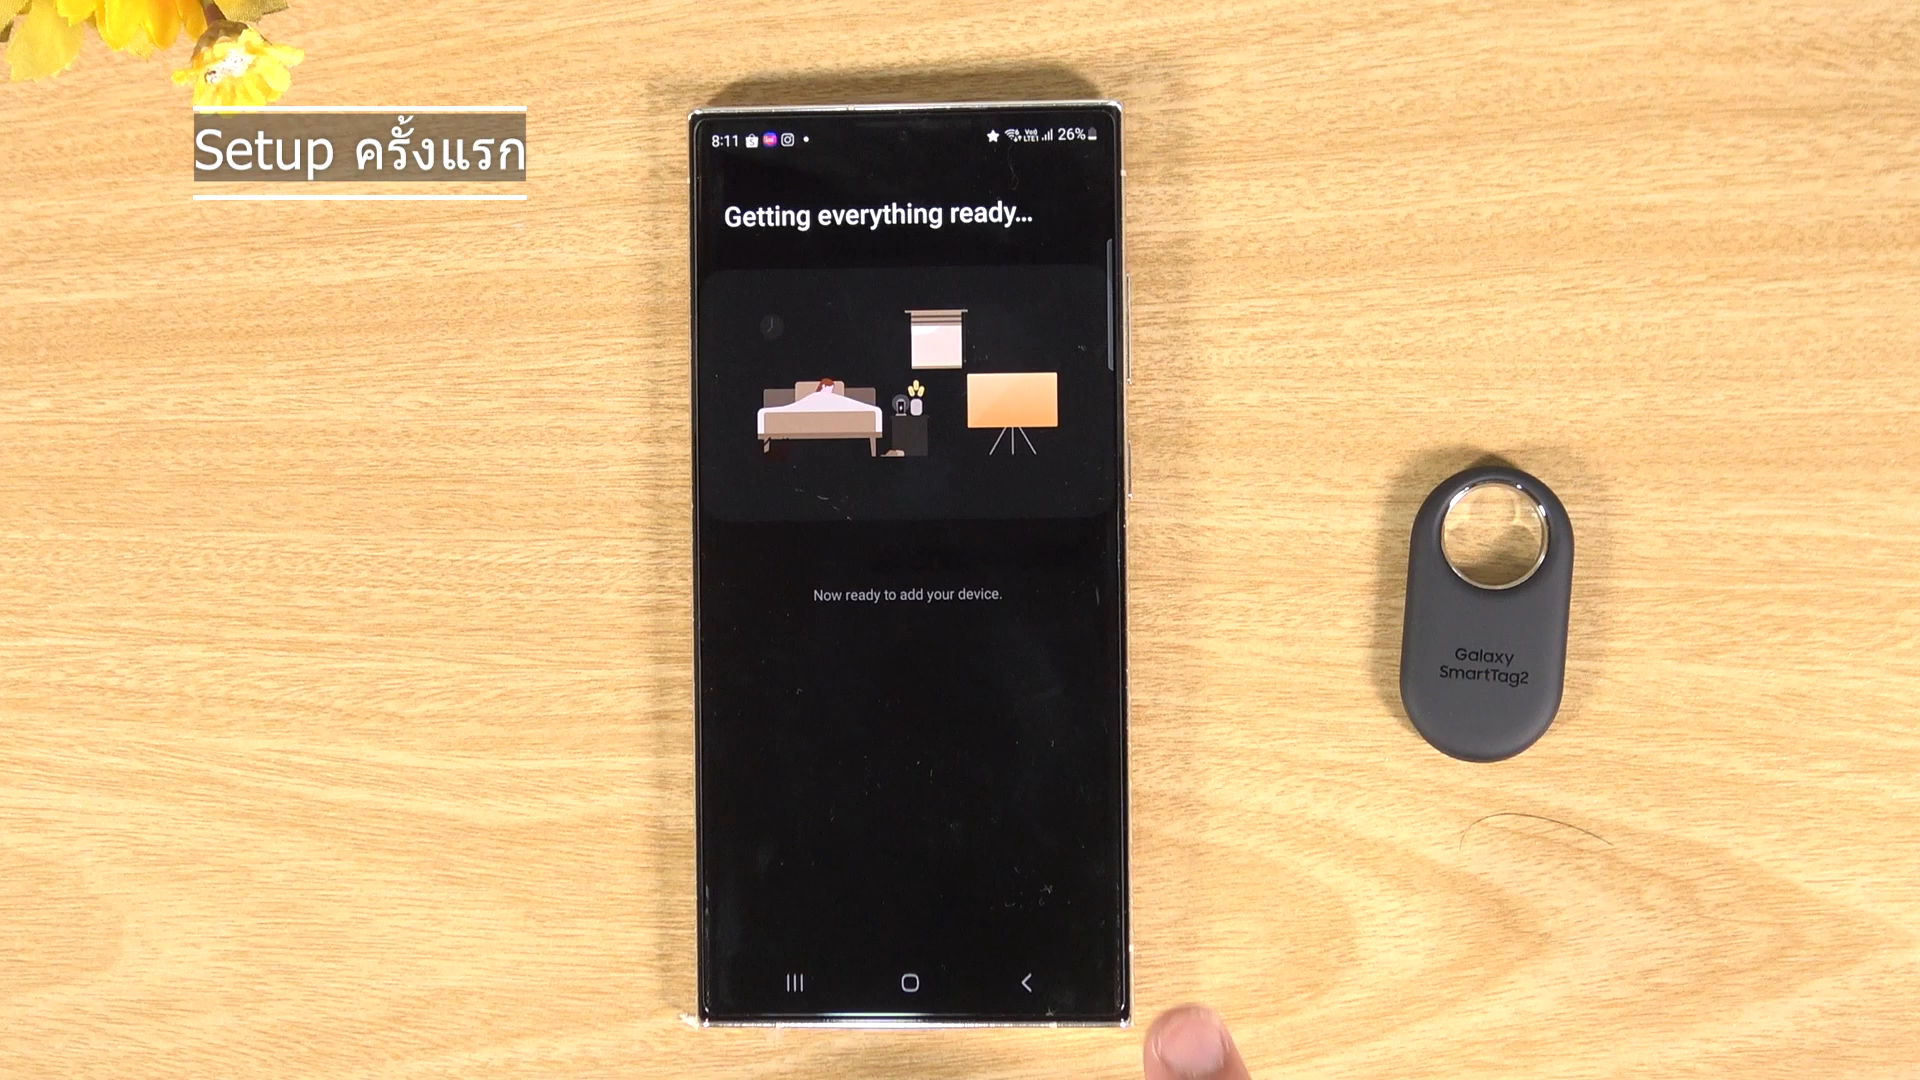 Setup ครั้งแรก
8:11
26%
Getting everything ready...
Now ready to add your device.
Galaxy
SmartTag2